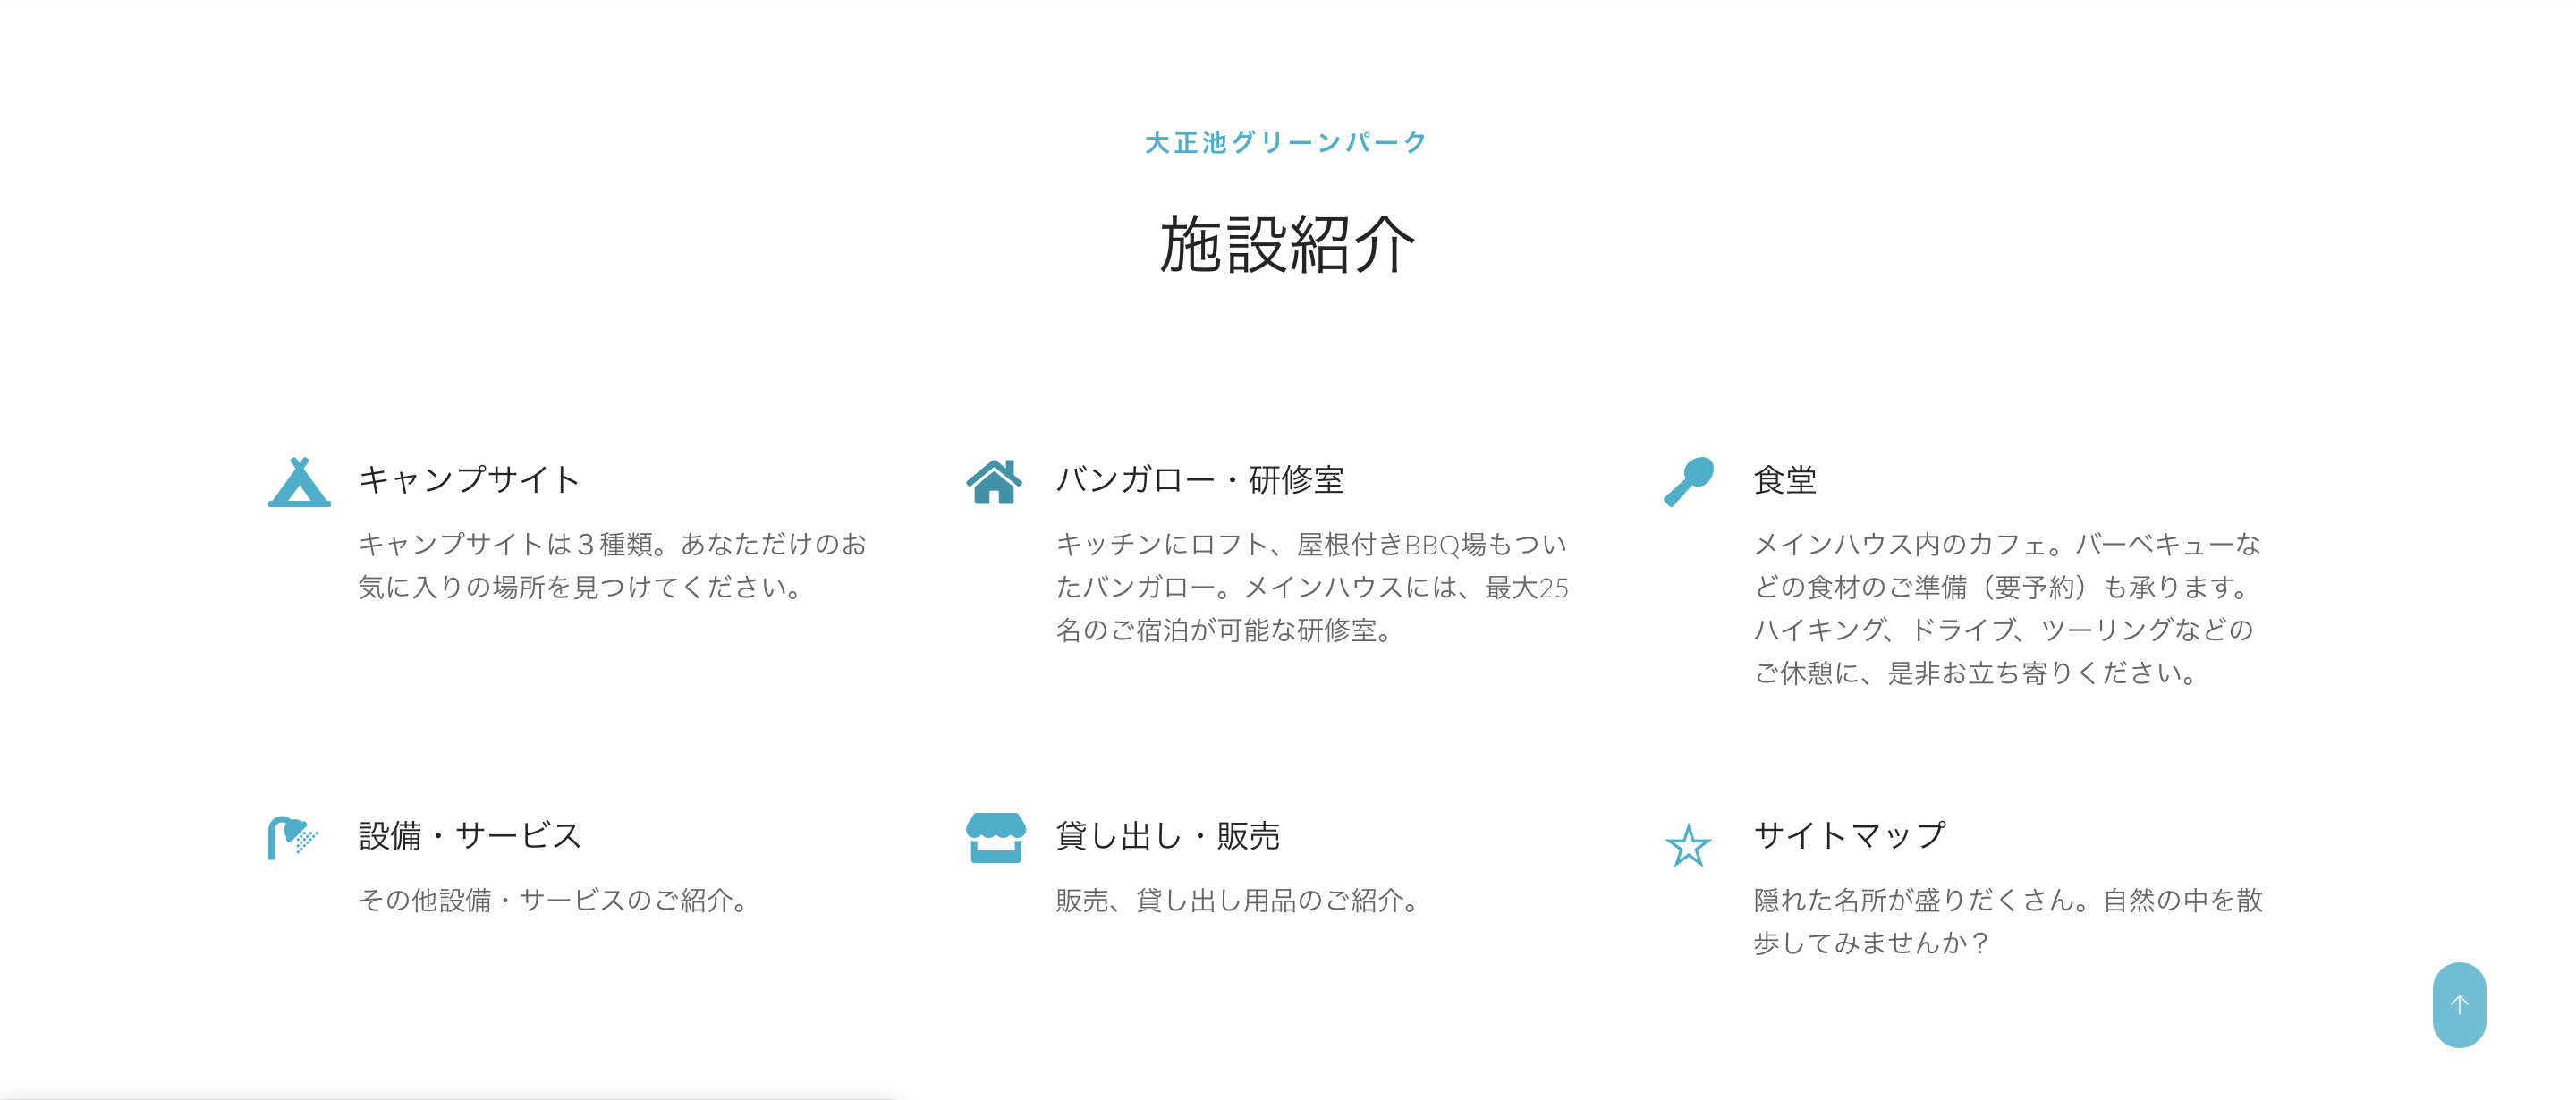 大正池グリーンパーク
施設紹介
キャンプサイト
キャンプサイトは３種類。あなただけのお
気に入りの場所を見つけてください。
バンガロー・研修室
キッチンにロフト、屋根付きBBQ場もつい
たバンガロー。メインハウスには、最大25
名のご宿泊が可能な研修室。
食堂
メインハウス内のカフェ。バーベキューな
どの食材のご準備（要予約）も承ります。
ハイキング、ドライブ、ツーリングなどの
ご休憩に、是非お立ち寄りください。
設備・サービス
その他設備・サービスのご紹介。
貸し出し・販売
販売、貸し出し用品のご紹介。
サイトマップ
隠れた名所が盛りだくさん。自然の中を散
歩してみませんか？